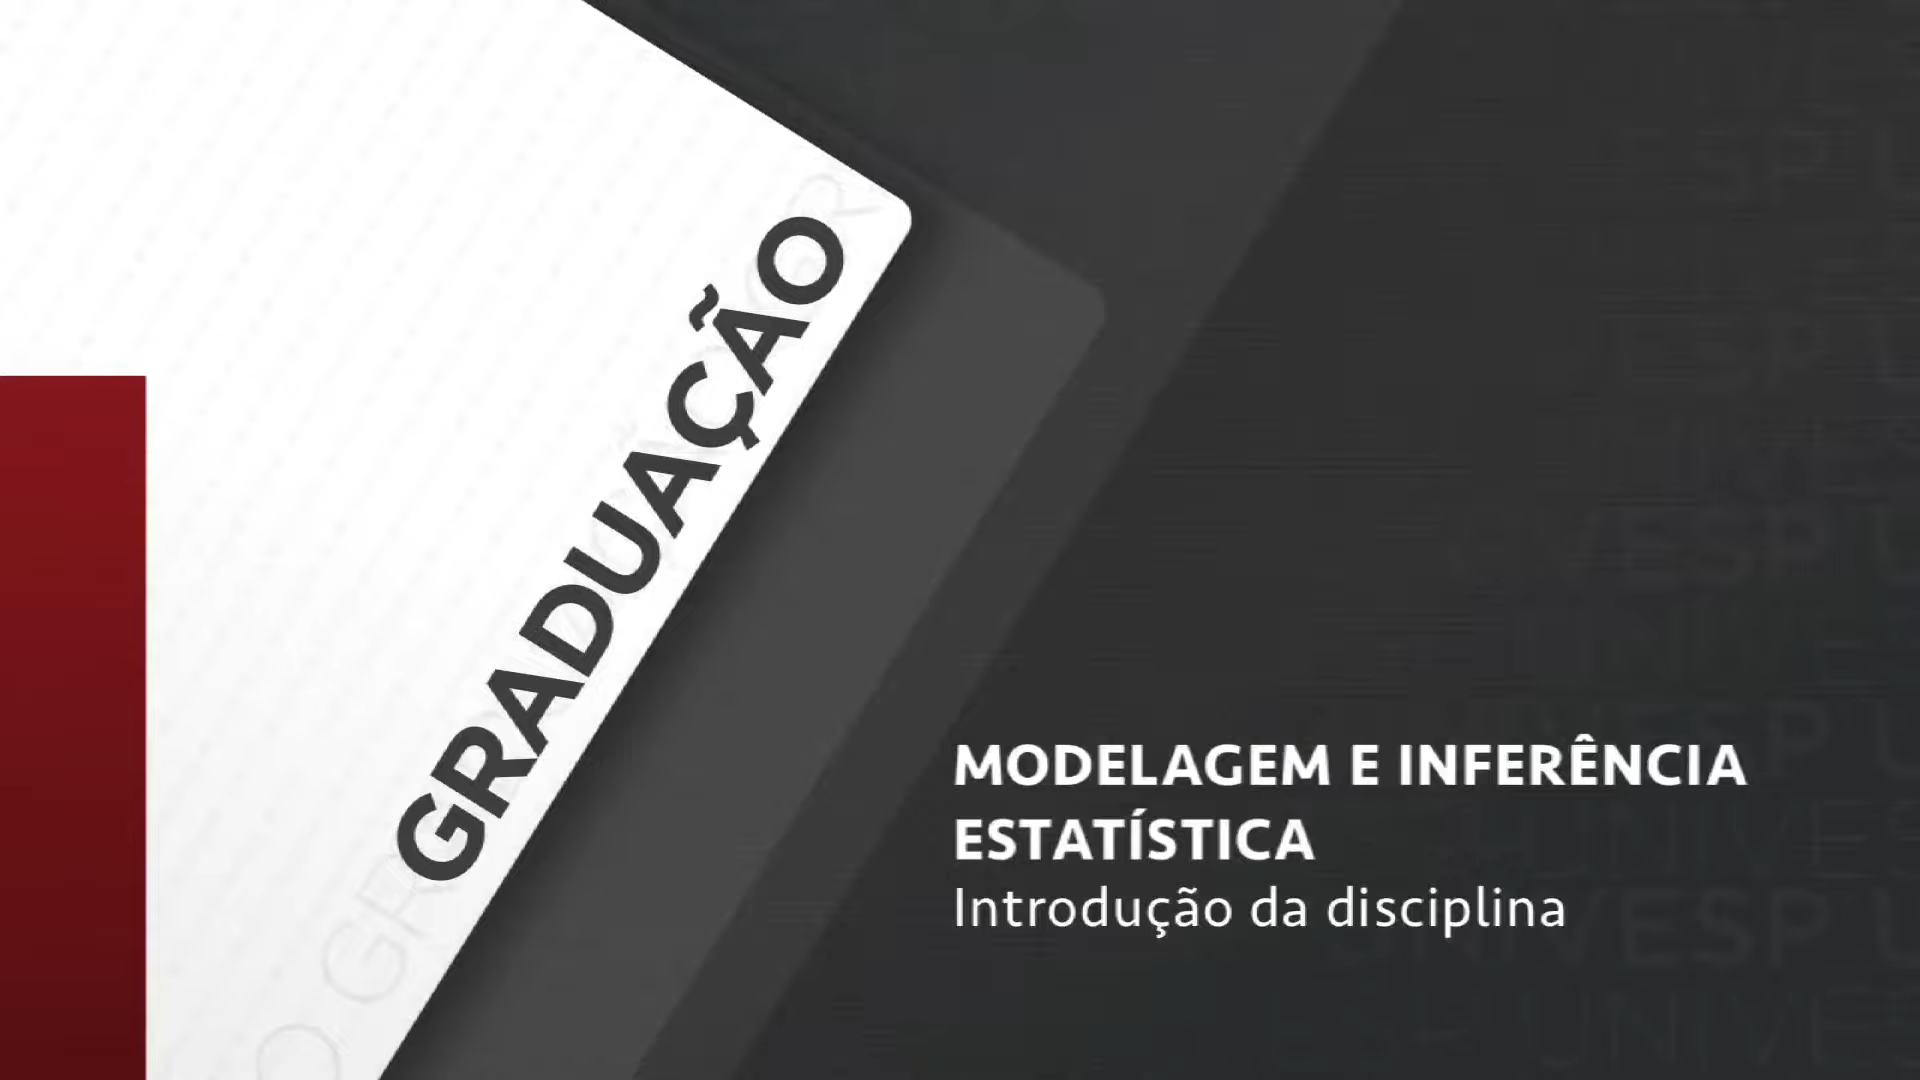 GRADUAÇÃO
MODELAGEM E INFERÊNCIA
ESTATÍSTICA
Introdução da disciplina